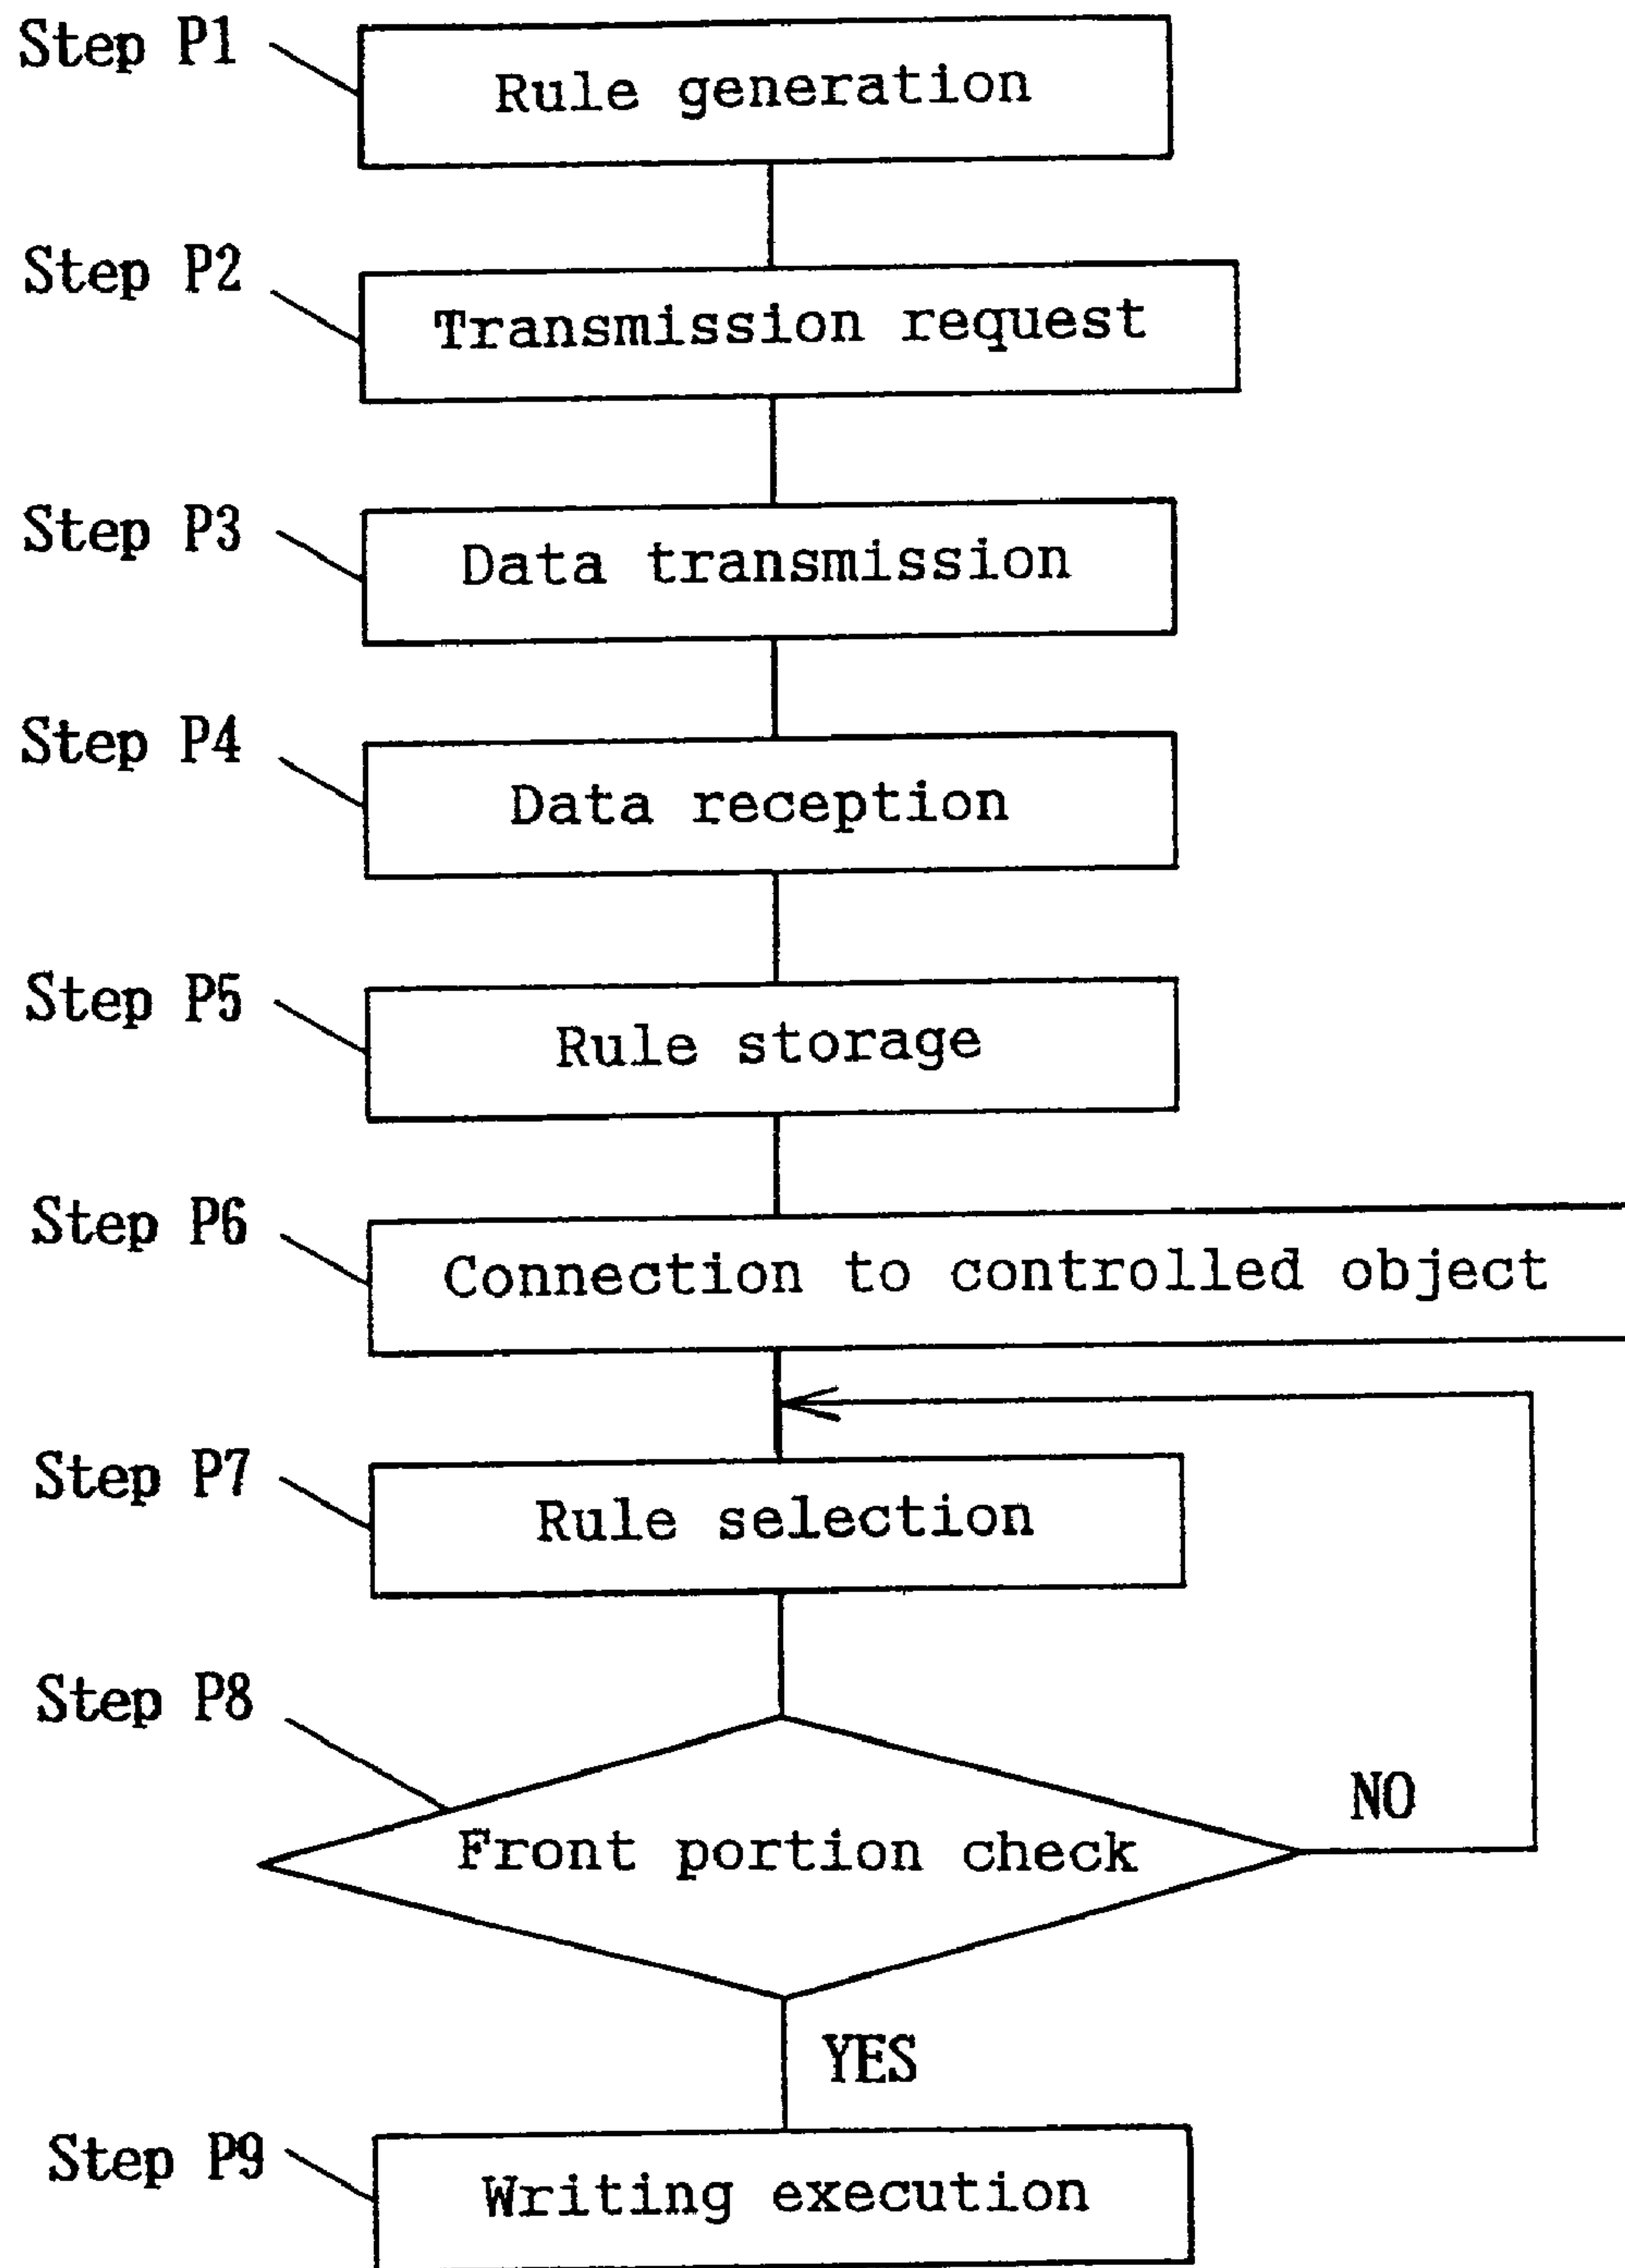 Step P1
Rule generation
Step P2
Transmission request
Step P3
Data transmission
Step P4
Data reception
Step P5
Rule storage
Step P6
Connection to controlled object
Step P7
Rule selection
Step P8
Front portion check
NO
YES
Step P9
Writing execution